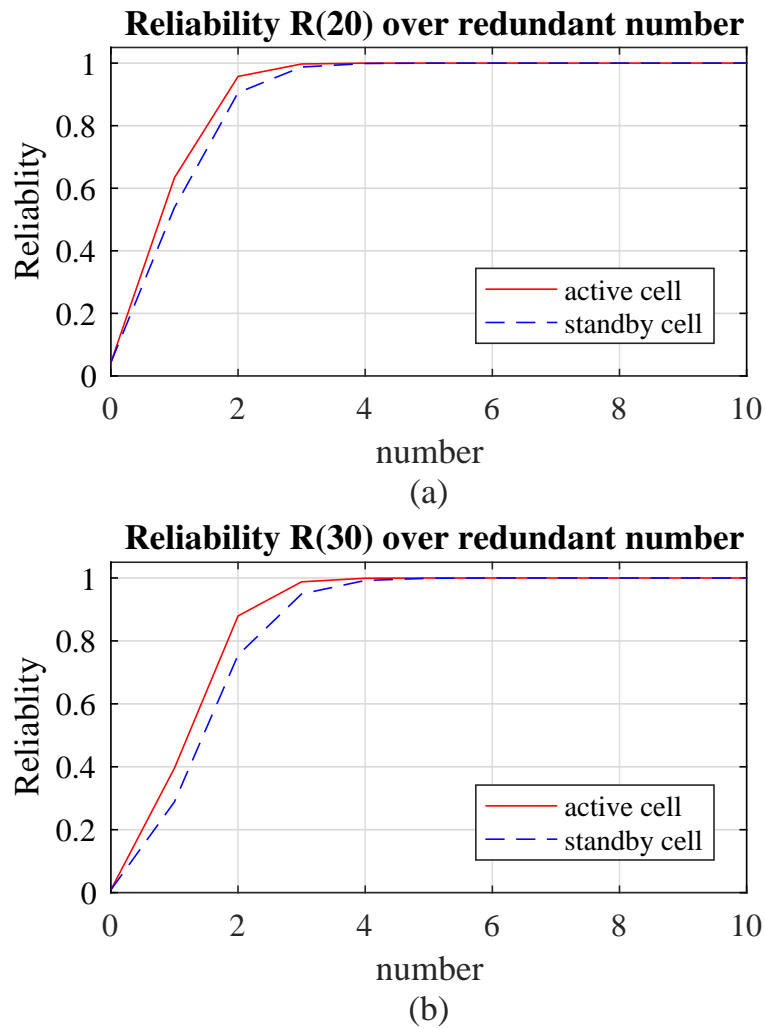 Reliability R(20) over redundant number
1
0.8
0.6
0.4
0.2
0
Reliablity
active cell
standby cell
0 2 4 6 8 10
number
(a)
Reliability R(30) over redundant number
1
0.8
0.6
0.4
0.2
0
Reliablity
active cell
standby cell
0 2 4 6 8 10
number
(b)